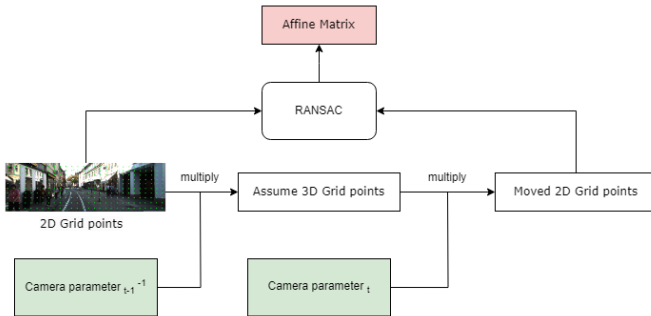 Affine Matrix
RANSAC
multiply
multiply
Assume 3D Grid points
Moved 2D Grid points
2D Grid points
Camera parameter t-1 -1
Camera parameter t